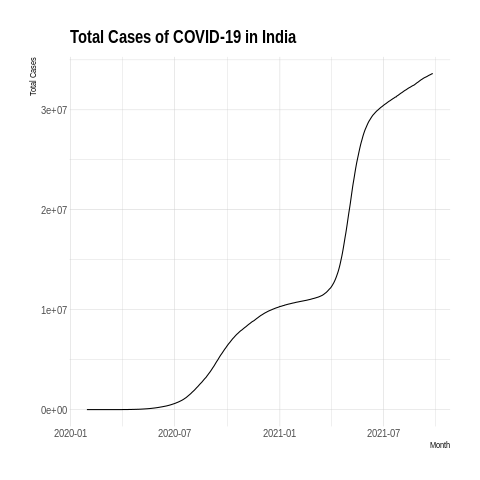 Total Cases of COVID-19 in India
Total Cases
3e+07
2e+07
1e+07
0e+00
2020-01 2020-07 2021-01 2021-07
Month